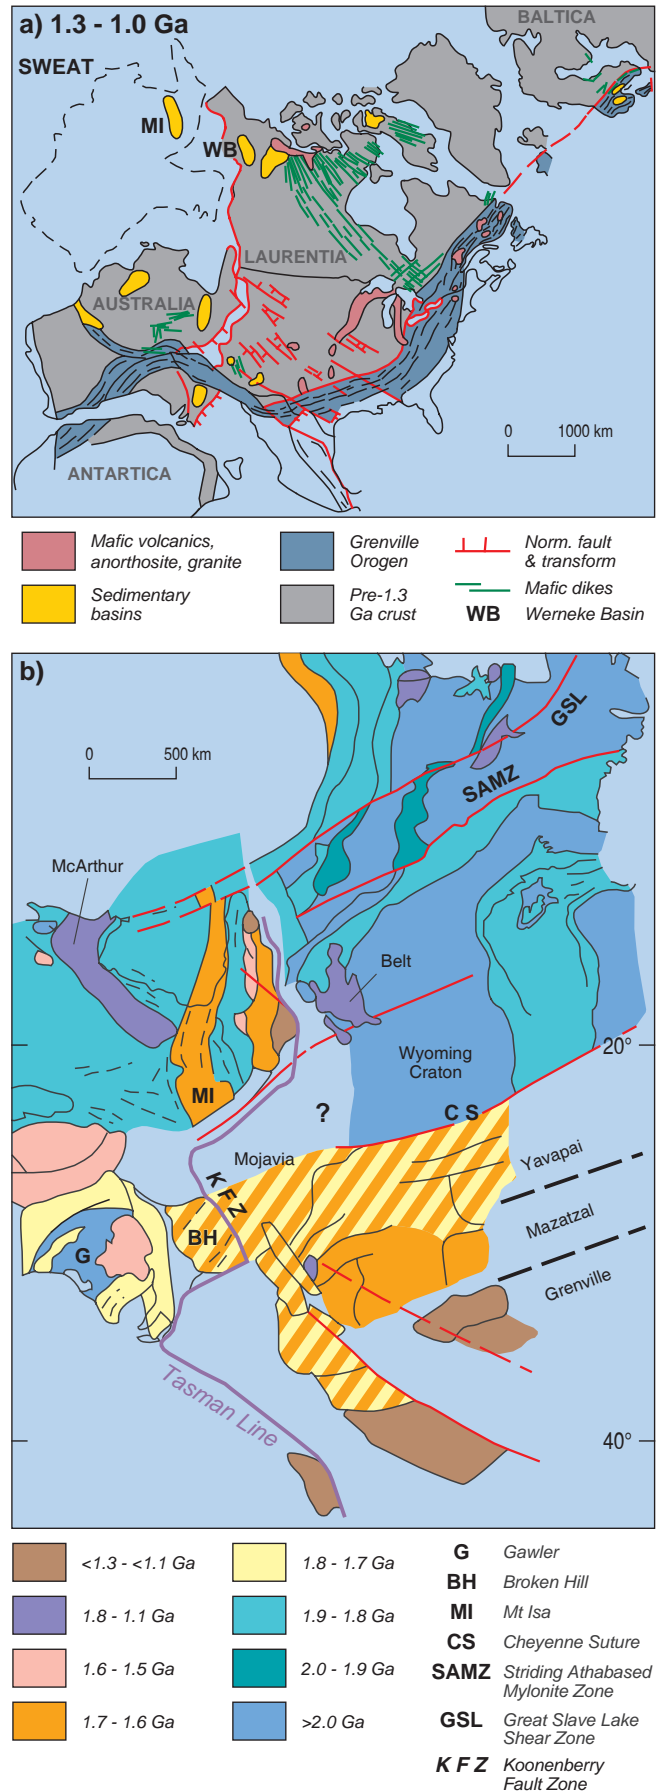 a) 1.3 - 1.0 Ga
BALTICA
SWEAT
MI
WB
LAURENTIA
AUSTRALIA
0 1000 km
ANTARTICA
Mafic volcanics,
anorthosite, granite
Grenville
Orogen
Norm. fault
& transform
Sedimentary
basins
Pre-1.3
Ga crust
Mafic dikes
WB Werneke Basin
b)
GSL
0 500 km
SAMZ
McArthur
Belt
20°
Wyoming
Craton
MI
?
C S
Mojavia
Yavapai
K F Z
Mazatzal
BH
G
Grenville
Tasman Line
40°
<1.3 - <1.1 Ga
1.8 - 1.7 Ga
G Gawler
BH Broken Hill
1.8 - 1.1 Ga
1.9 - 1.8 Ga
MI Mt Isa
CS Cheyenne Suture
1.6 - 1.5 Ga
2.0 - 1.9 Ga
SAMZ Striding Athabased
Mylonite Zone
1.7 - 1.6 Ga
>2.0 Ga
GSL Great Slave Lake
Shear Zone
K F Z Koonenberry
Fault Zone